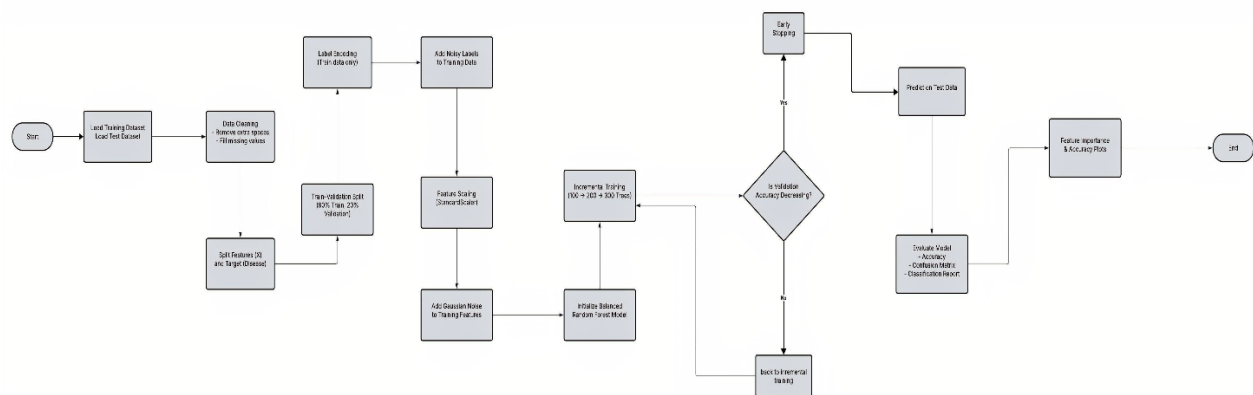 Start
Load Training Dataset
Load Test Dataset
Data Cleaning
- Remove extra spaces
- Fill missing values
Split Features (X)
and Target (Disease)
Train-Validation Split
(80% Train, 20%
Validation)
Label Encoding
(Train data only)
Add Noisy Labels
to Training Data
Feature Scaling
(StandardScaler)
Add Gaussian Noise
to Training Features
Initialize Balanced
Random Forest Model
Incremental Training
(100 → 200 → 300 Trees)
Is Validation
Accuracy Decreasing?
Yes
No
Early
Stopping
back to incremental
training
Predict on Test Data
Evaluate Model
- Accuracy
- Confusion Matrix
- Classification Report
Feature Importance
& Accuracy Plots
End